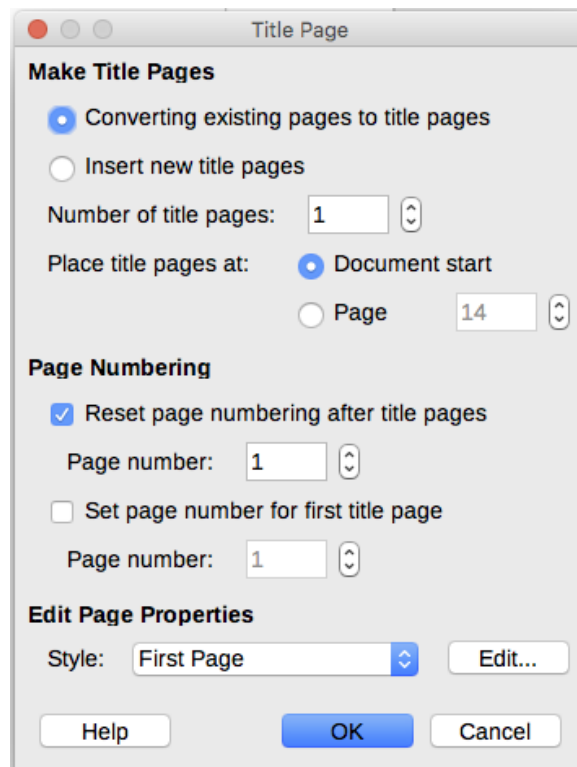 Title Page
Make Title Pages
Converting existing pages to title pages
Insert new title pages
Number of title pages: 1
Place title pages at: Document start
Page 14
Page Numbering
Reset page numbering after title pages
Page number: 1
Set page number for first title page
Page number: 1
Edit Page Properties
Style: First Page Edit...
Help OK Cancel